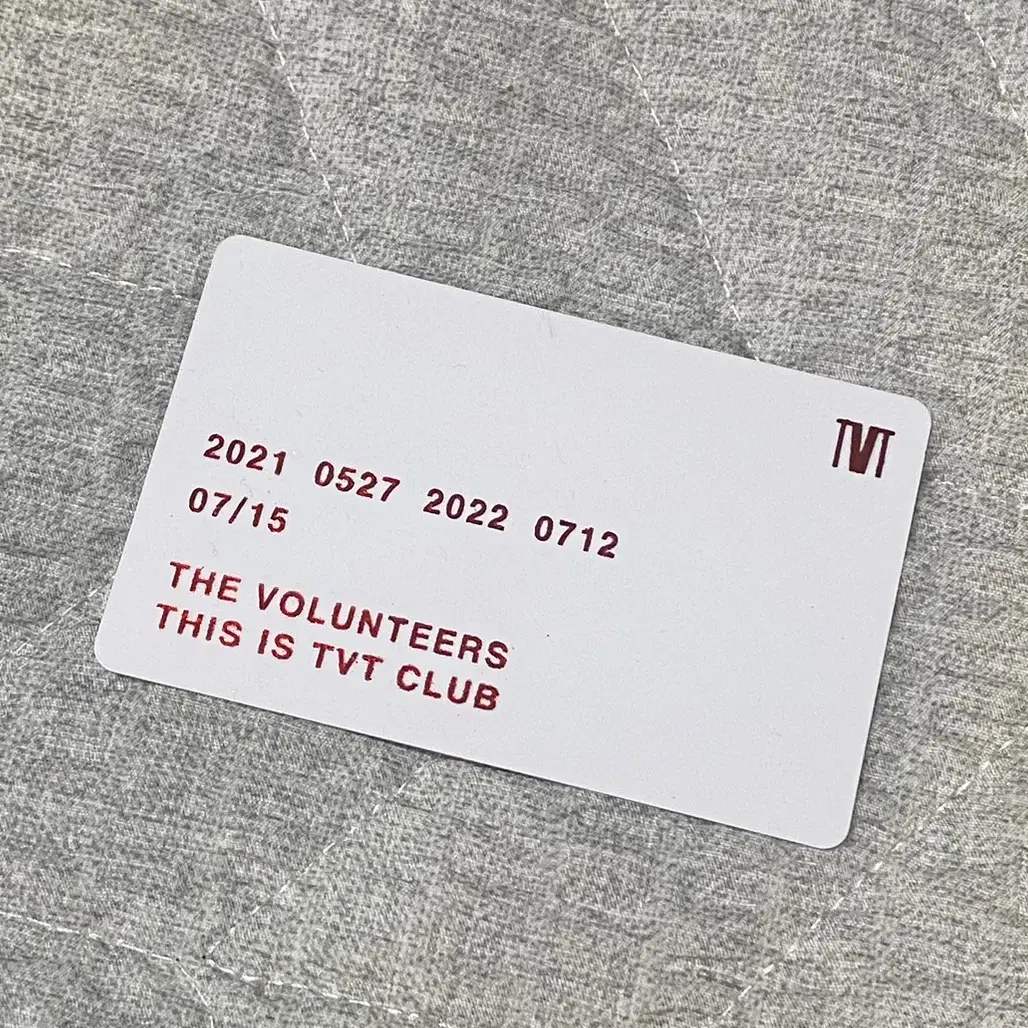 TVT
2021 0527 2022 0712
07/15
THE VOLUNTEERS
THIS IS TVT CLUB